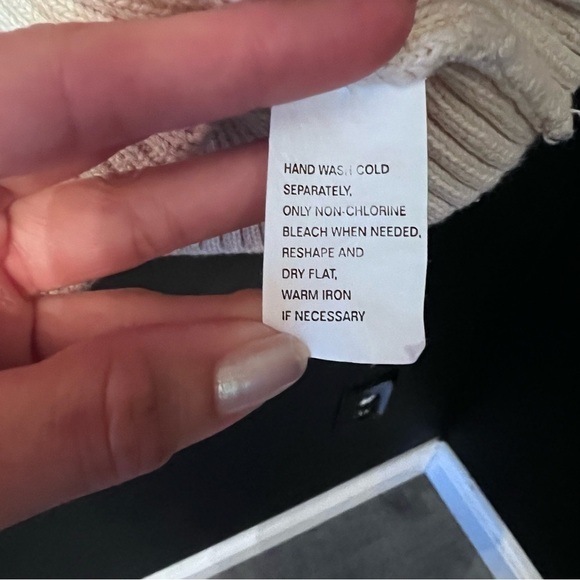 HAND WASH COLD
SEPARATELY,
ONLY NON-CHLORINE
BLEACH WHEN NEEDED,
RESHAPE AND
DRY FLAT,
WARM IRON
IF NECESSARY